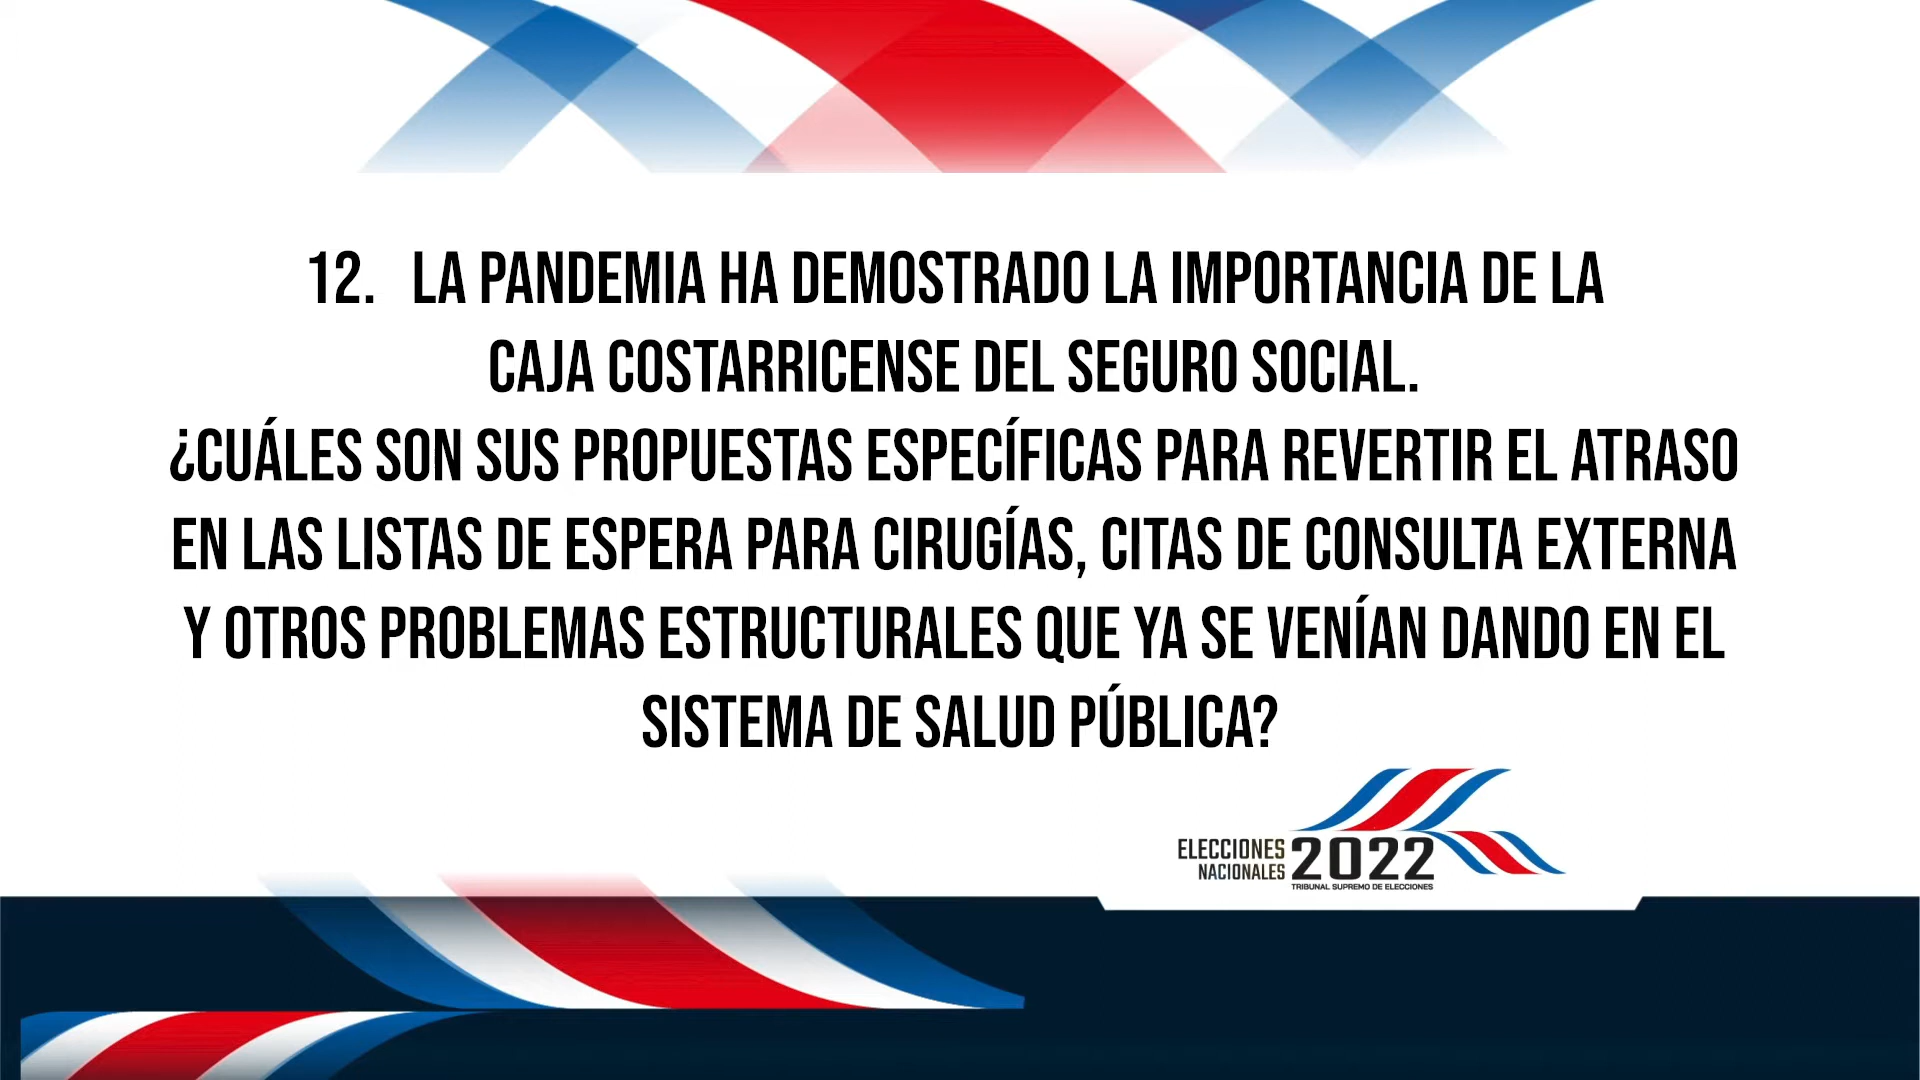 12. LA PANDEMIA HA DEMOSTRADO LA IMPORTANCIA DE LA
CAJA COSTARRICENSE DEL SEGURO SOCIAL.
¿CUÁLES SON SUS PROPUESTAS ESPECÍFICAS PARA REVERTIR EL ATRASO
EN LAS LISTAS DE ESPERA PARA CIRUGÍAS, CITAS DE CONSULTA EXTERNA
Y OTROS PROBLEMAS ESTRUCTURALES QUE YA SE VENÍAN DANDO EN EL
SISTEMA DE SALUD PÚBLICA?
ELECCIONES
NACIONALES
2022
TRIBUNAL SUPREMO DE ELECCIONES